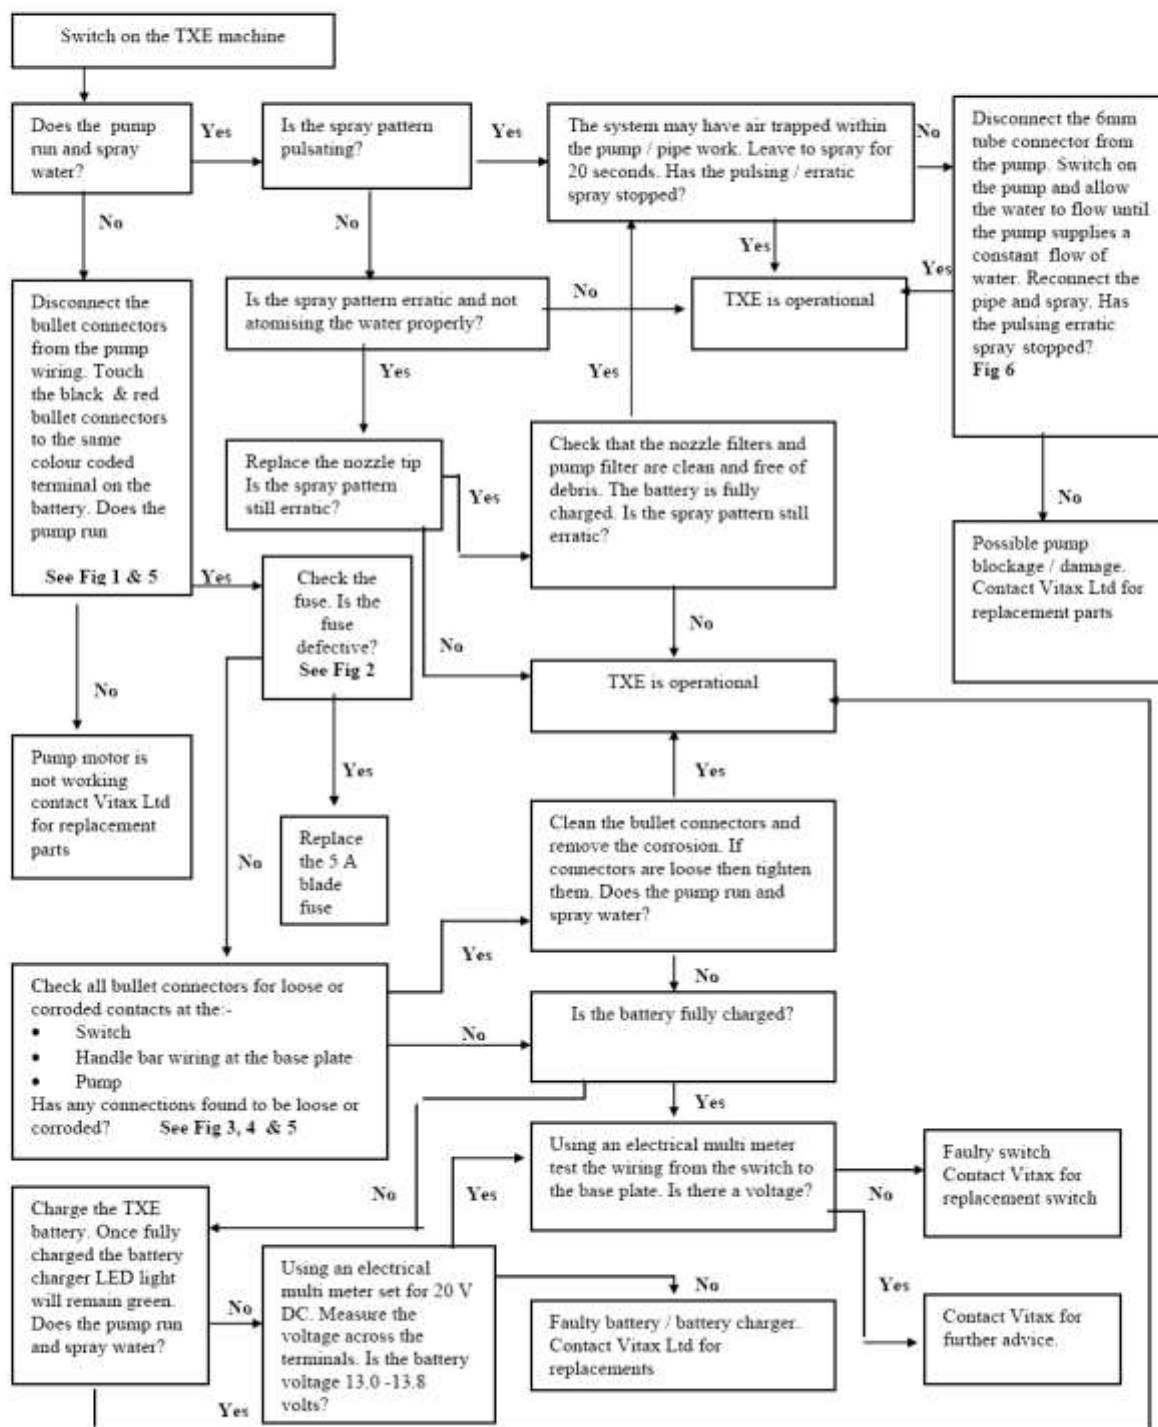 Switch on the TXE machine
Does the pump
run and spray
water?
Yes
Is the spray pattern
pulsating?
Yes
The system may have air trapped within
the pump / pipe work. Leave to spray for
20 seconds. Has the pulsing / erratic
spray stopped?
No
Disconnect the 6mm
tube connector from
the pump. Switch on
the pump and allow
the water to flow until
the pump supplies a
constant flow of
water. Reconnect the
pipe and spray. Has
the pulsing erratic
spray stopped?
Fig 6
No
No
Yes
Yes
Disconnect the
bullet connectors
from the pump
wiring. Touch
the black & red
bullet connectors
to the same
colour coded
terminal on the
battery. Does the
pump run
See Fig 1 & 5
Is the spray pattern erratic and not
atomising the water properly?
No
TXE is operational
Yes
Yes
Replace the nozzle tip
Is the spray pattern
still erratic?
Yes
Check that the nozzle filters and
pump filter are clean and free of
debris. The battery is fully
charged. Is the spray pattern still
erratic?
No
Possible pump
blockage / damage.
Contact Vitax Ltd for
replacement parts
Yes
Check the
fuse. Is the
fuse
defective?
See Fig 2
No
No
TXE is operational
No
Pump motor is
not working
contact Vitax Ltd
for replacement
parts
Yes
Yes
Replace
the 5 A
blade
fuse
No
Clean the bullet connectors and
remove the corrosion. If
connectors are loose then tighten
them. Does the pump run and
spray water?
Yes
No
Check all bullet connectors for loose or
corroded contacts at the:-
• Switch
• Handle bar wiring at the base plate
• Pump
Has any connections found to be loose or
corroded? See Fig 3, 4 & 5
No
Is the battery fully charged?
Yes
Using an electrical multi meter
test the wiring from the switch to
the base plate. Is there a voltage?
No
Faulty switch
Contact Vitax for
replacement switch
No
Yes
Charge the TXE
battery. Once fully
charged the battery
charger LED light
will remain green.
Does the pump run
and spray water?
No
Using an electrical
multi meter set for 20 V
DC. Measure the
voltage across the
terminals. Is the battery
voltage 13.0 -13.8
volts?
No
Faulty battery / battery charger.
Contact Vitax Ltd for
replacements
Yes
Contact Vitax for
further advice.
Yes